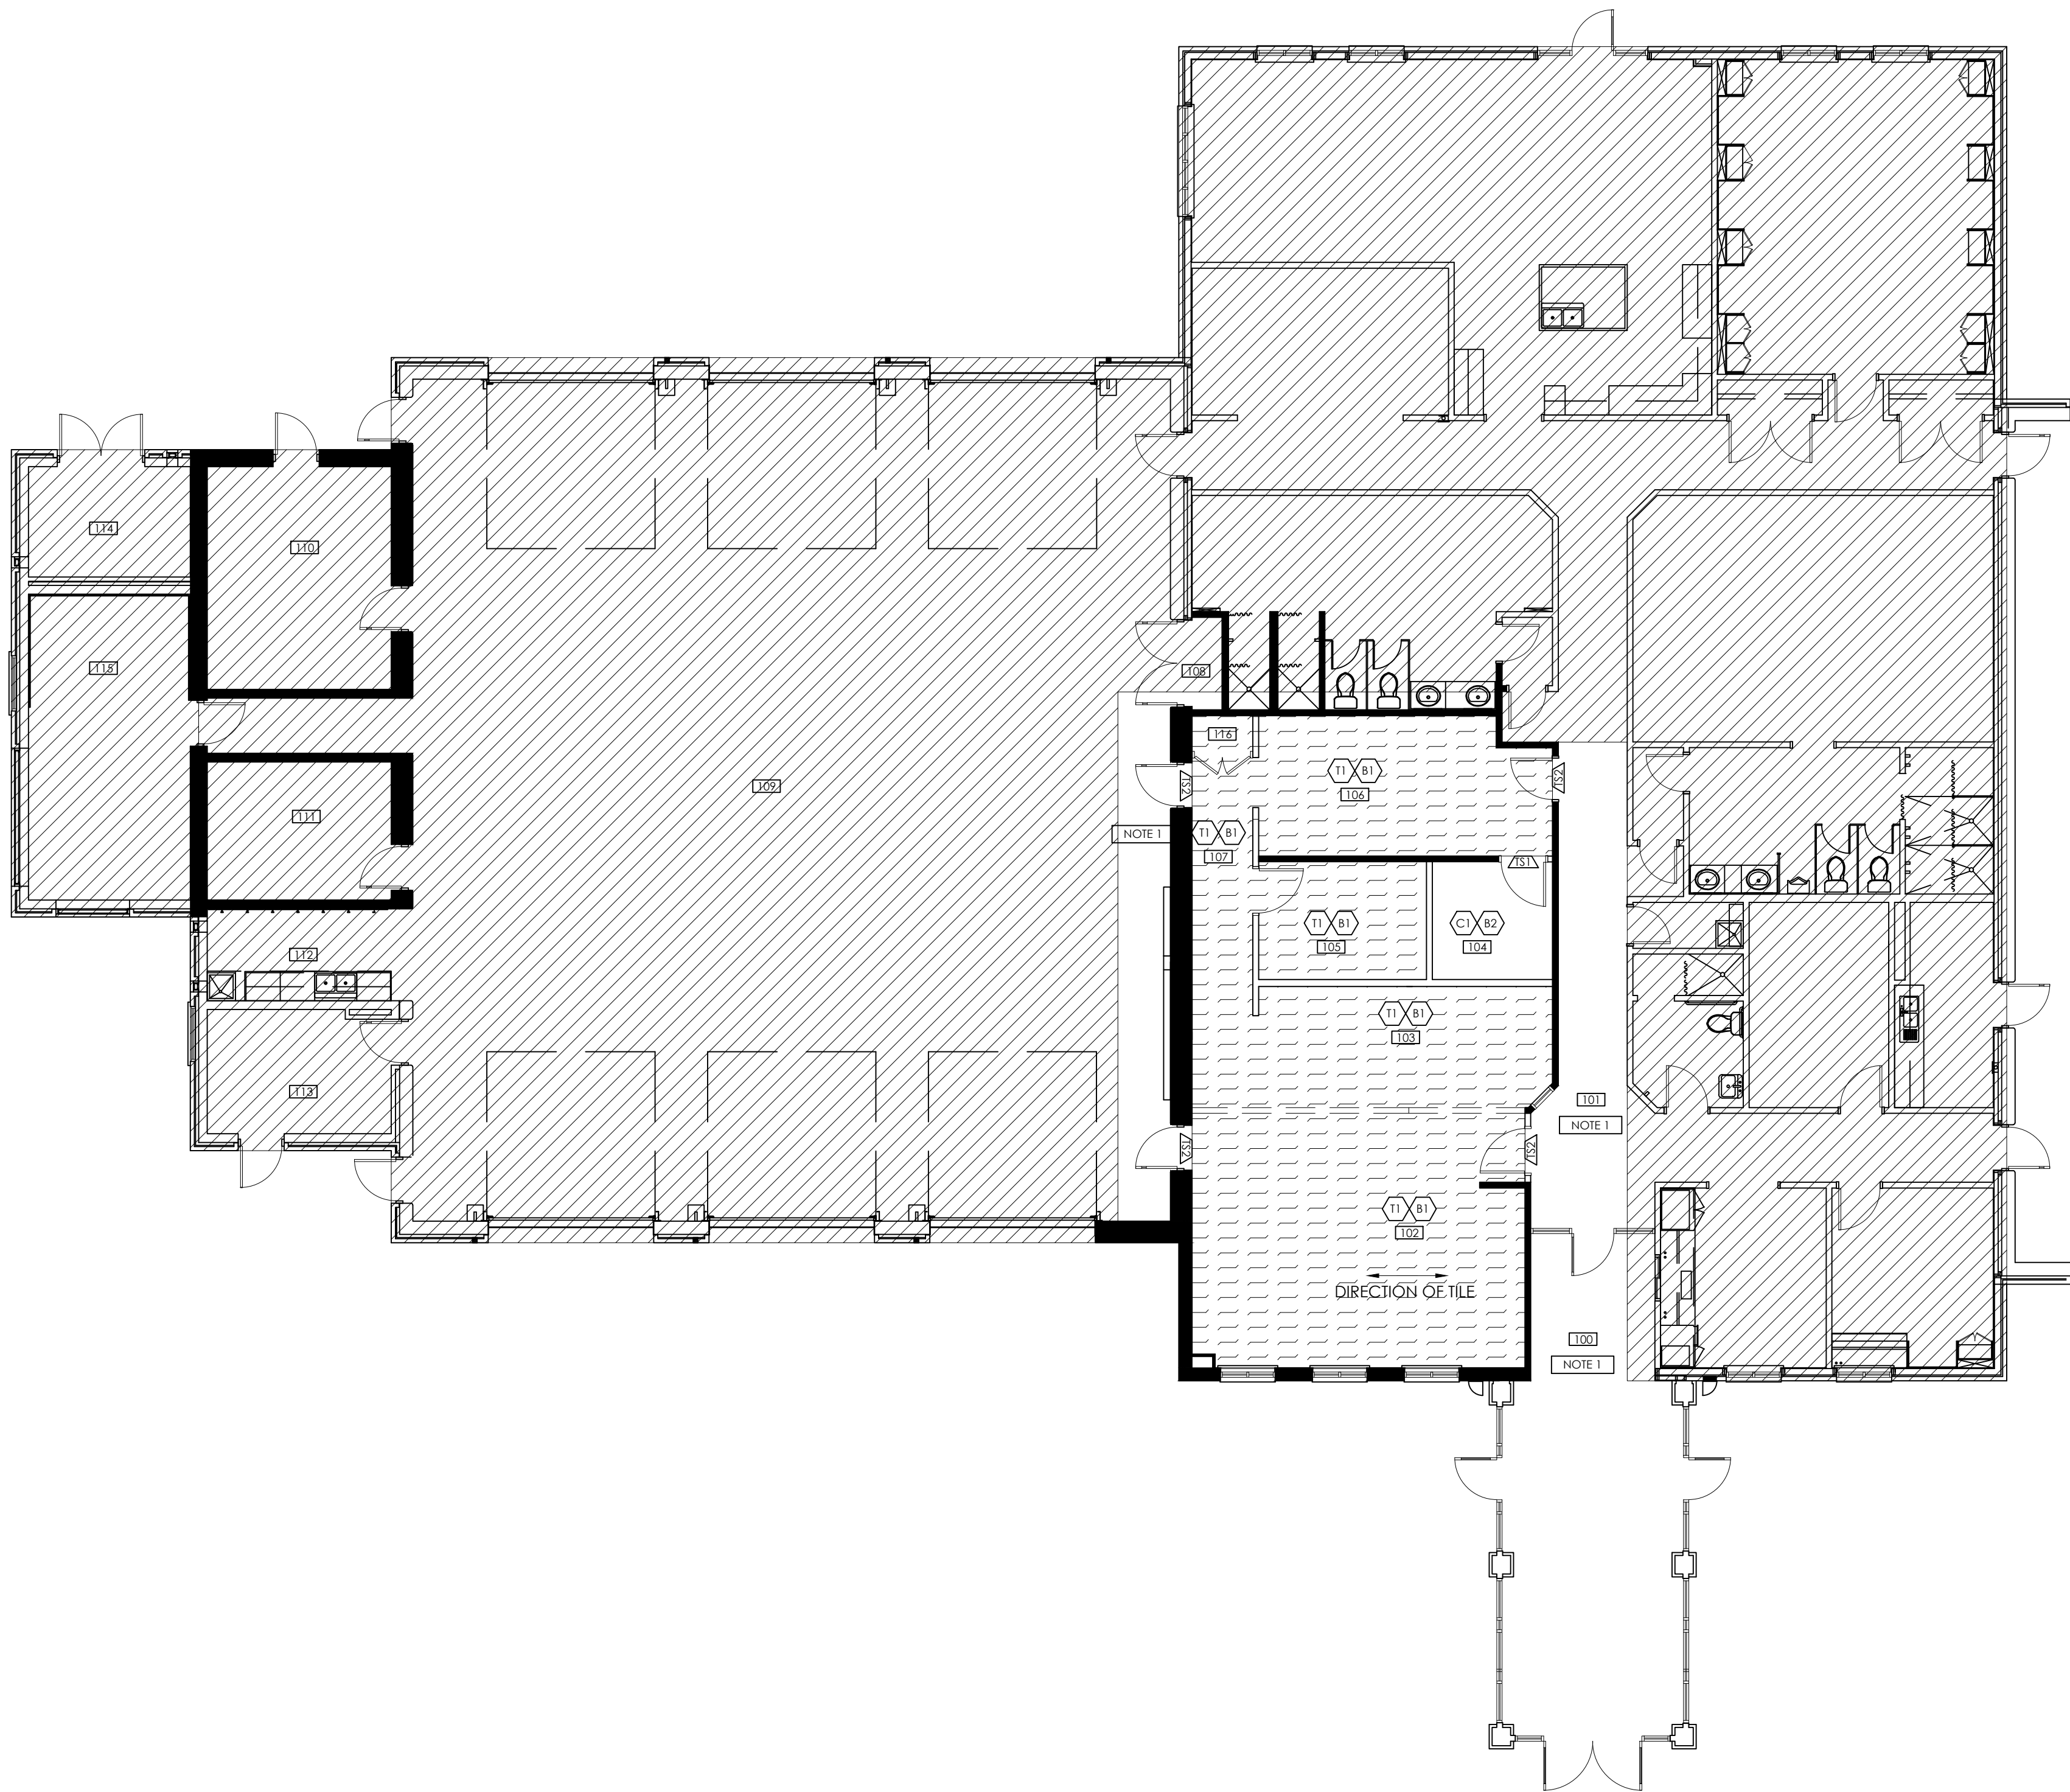 114
110
115
108
116
109
T1 B1
106
TS2
TS2
NOTE 1
T1 B1
107
TS1
111
T1 B1
105
C1 B2
104
112
T1 B1
103
113
101
NOTE 1
TS2
TS2
T1 B1
102
DIRECTION OF TILE
100
NOTE 1